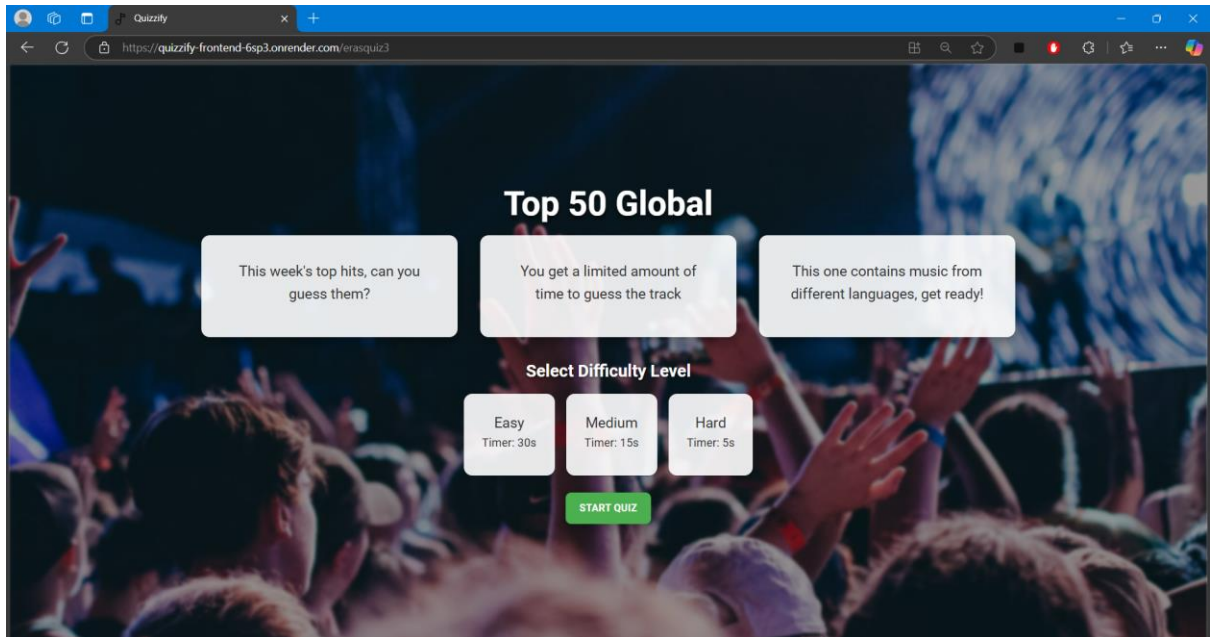 Quizzify
https://quizzify-frontend-6sp3.onrender.com/erasquiz3
Top 50 Global
This week's top hits, can you
guess them?
You get a limited amount of
time to guess the track
This one contains music from
different languages, get ready!
Select Difficulty Level
Easy
Timer: 30s
Medium
Timer: 15s
Hard
Timer: 5s
START QUIZ